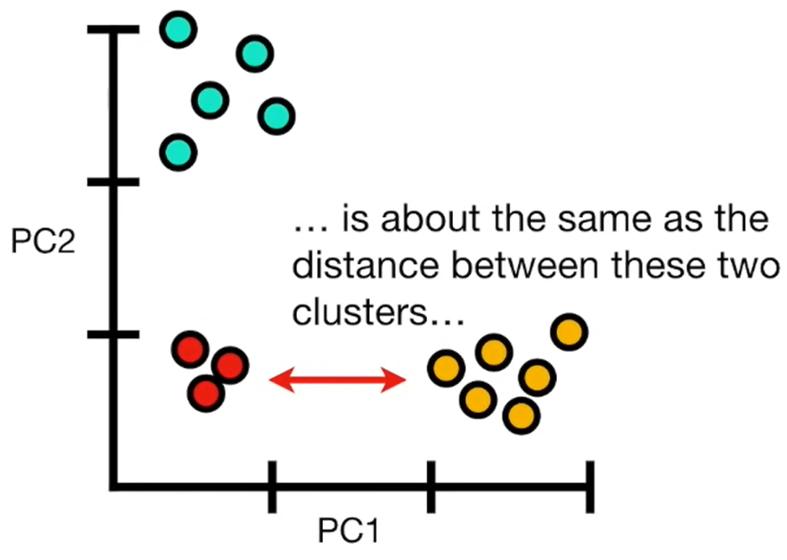 … is about the same as the
distance between these two
clusters…
PC2
PC1